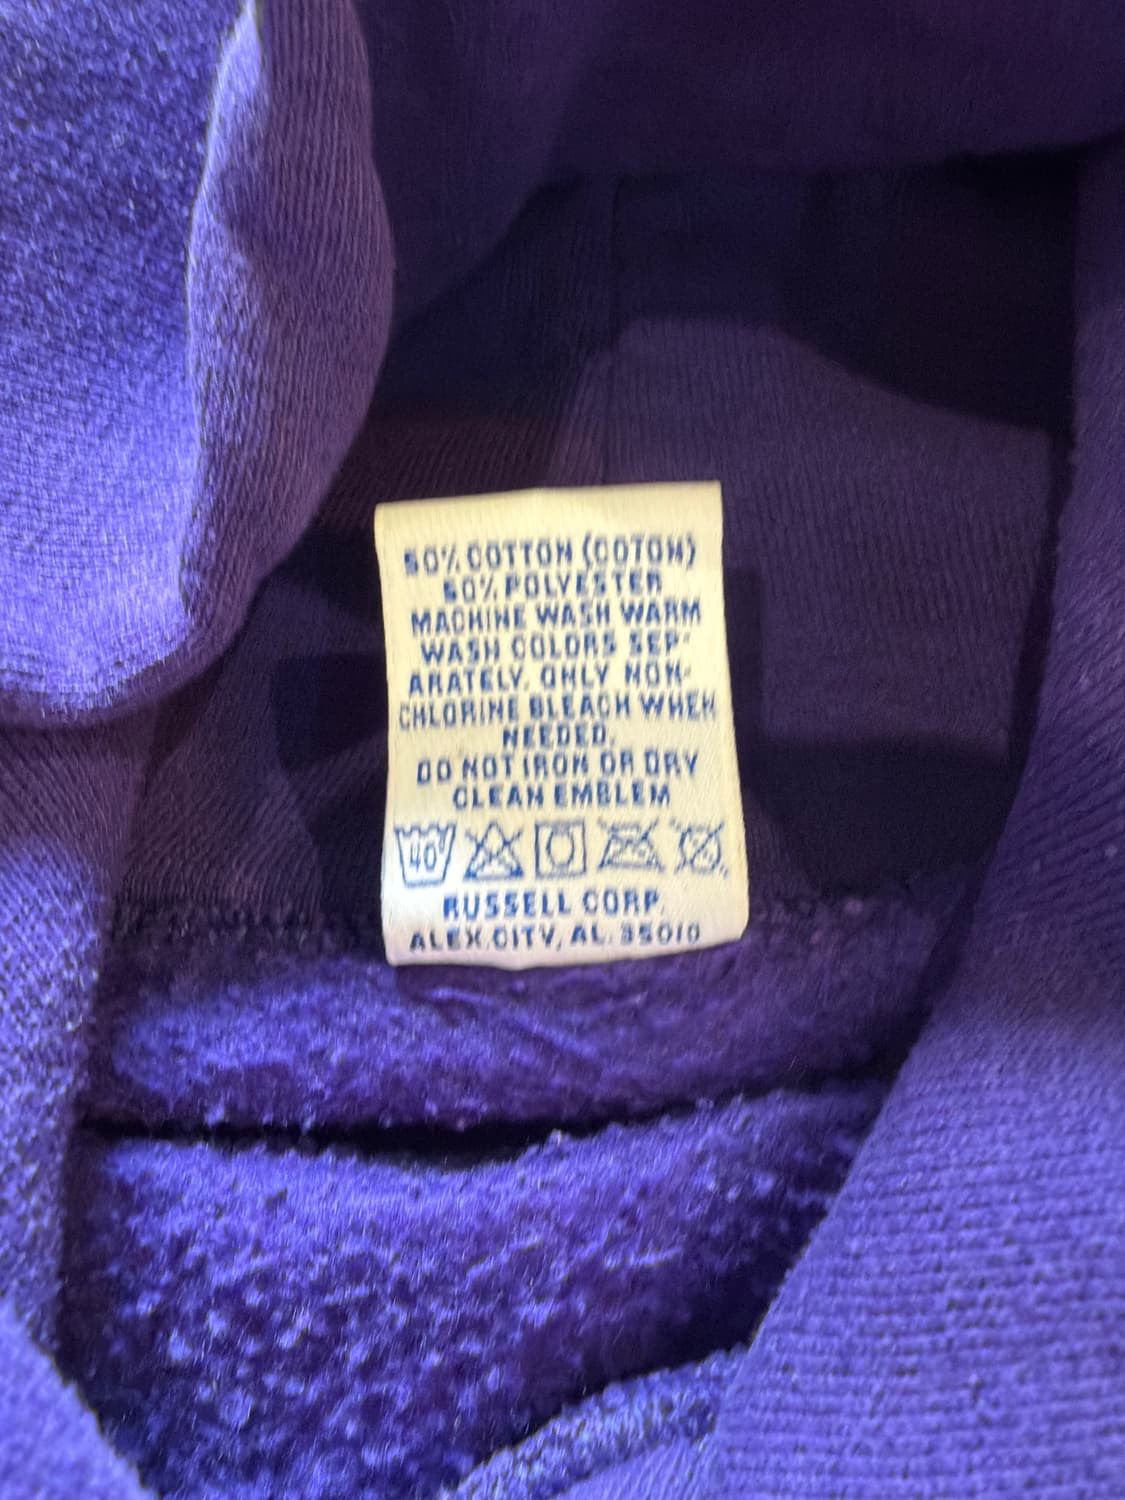 50% COTTON (COTON)
50% POLYESTER
MACHINE WASH WARM
WASH COLORS SEP-
ARATELY. ONLY NON-
CHLORINE BLEACH WHEN
NEEDED.
DO NOT IRON OR DRY
CLEAN EMBLEM
40
RUSSELL CORP.
ALEX.CITY, AL. 35010